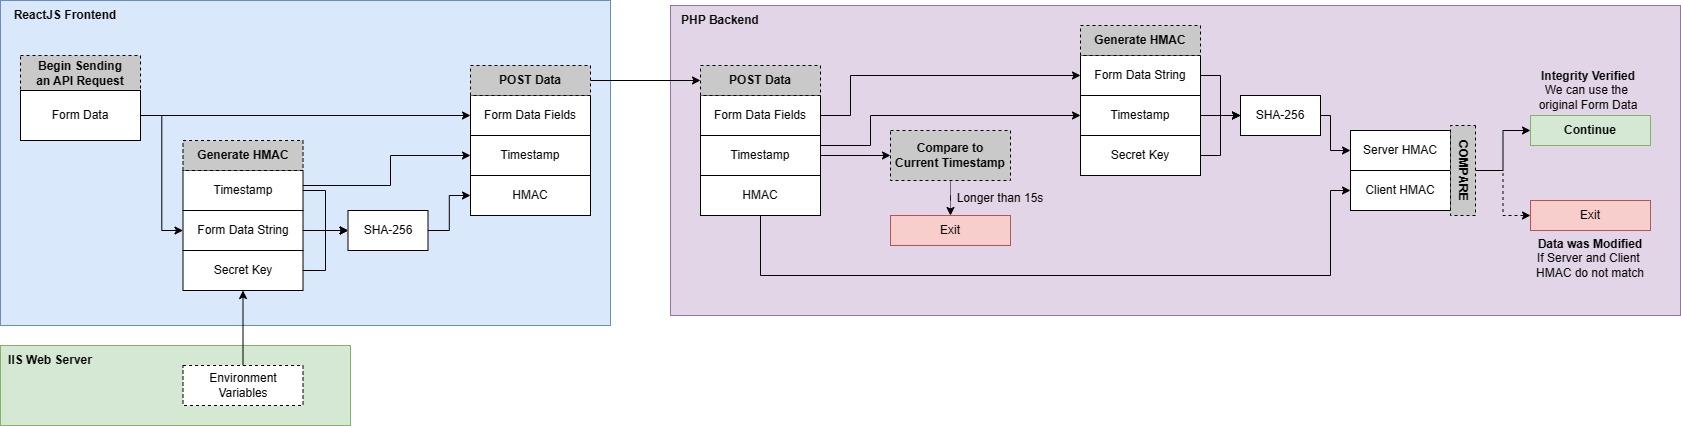 ReactJS Frontend
Begin Sending
an API Request
Form Data
Generate HMAC
Timestamp
Form Data String
Secret Key
SHA-256
POST Data
Form Data Fields
Timestamp
HMAC
IIS Web Server
Environment
Variables
PHP Backend
POST Data
Form Data Fields
Timestamp
HMAC
Compare to
Current Timestamp
Longer than 15s
Exit
Generate HMAC
Form Data String
Timestamp
Secret Key
SHA-256
Server HMAC
Client HMAC
COMPARE
Integrity Verified
We can use the
original Form Data
Continue
Exit
Data was Modified
If Server and Client
HMAC do not match